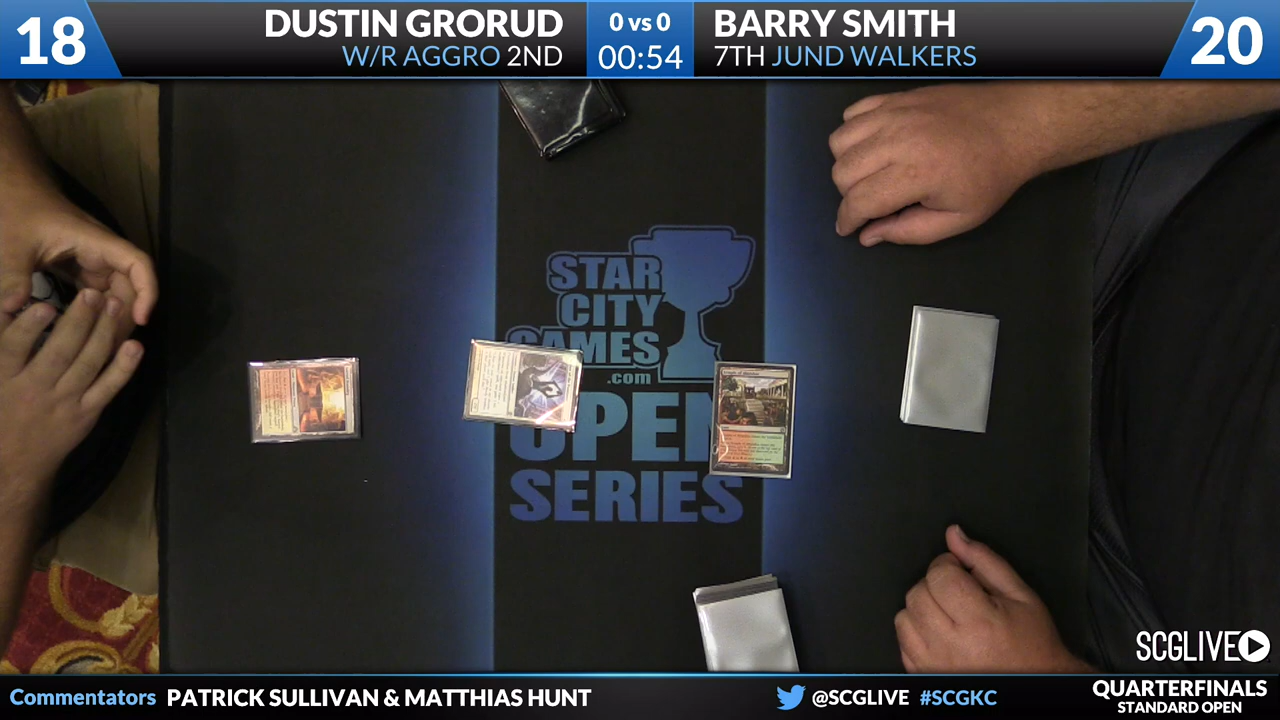 18
DUSTIN GRORUD
W/R AGGRO 2ND
0 vs 0
00:54
BARRY SMITH
7TH JUND WALKERS
20
STAR
CITY
GAMES
.com
OPEN
SERIES
SCGLIVE
Commentators PATRICK SULLIVAN & MATTHIAS HUNT
@SCGLIVE #SCGKC
QUARTERFINALS
STANDARD OPEN